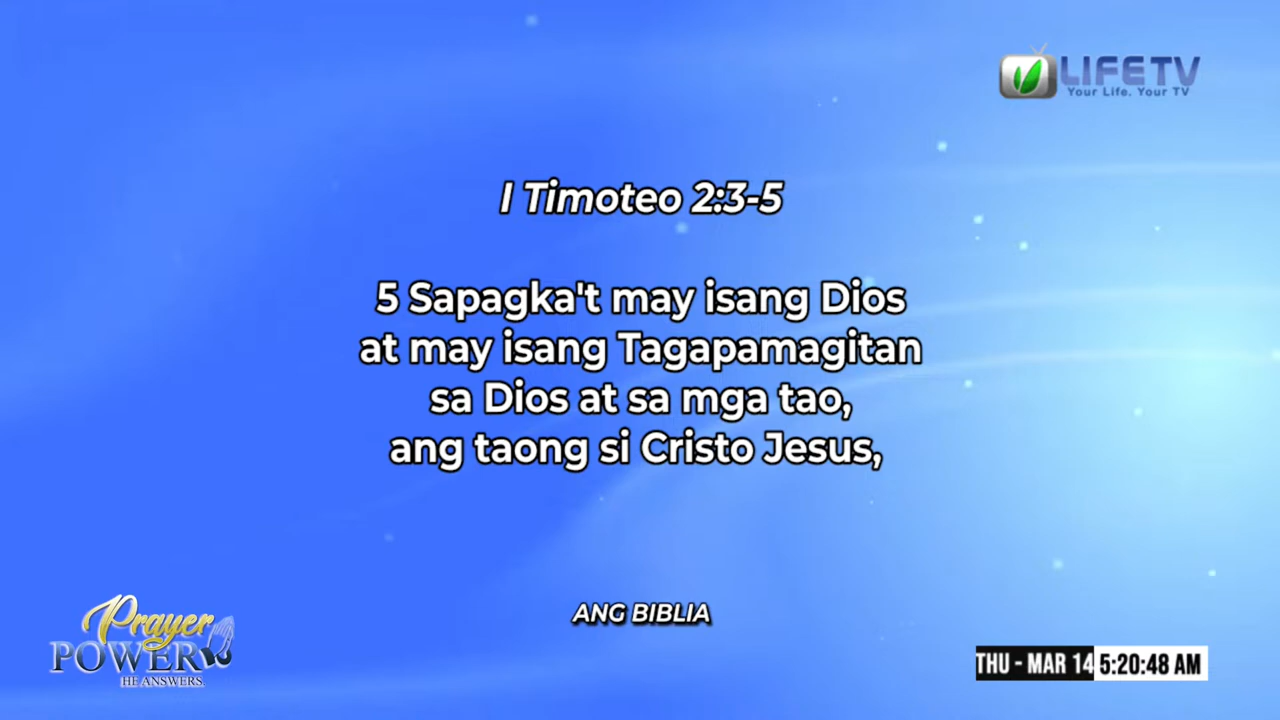 LIFETV
Your Life. Your TV
I Timoteo 2:3-5
5 Sapagka't may isang Dios
at may isang Tagapamagitan
sa Dios at sa mga tao,
ang taong si Cristo Jesus,
ANG BIBLIA
Prayer
POWER
HE ANSWERS.
THU - MAR 14 5:20:48 AM